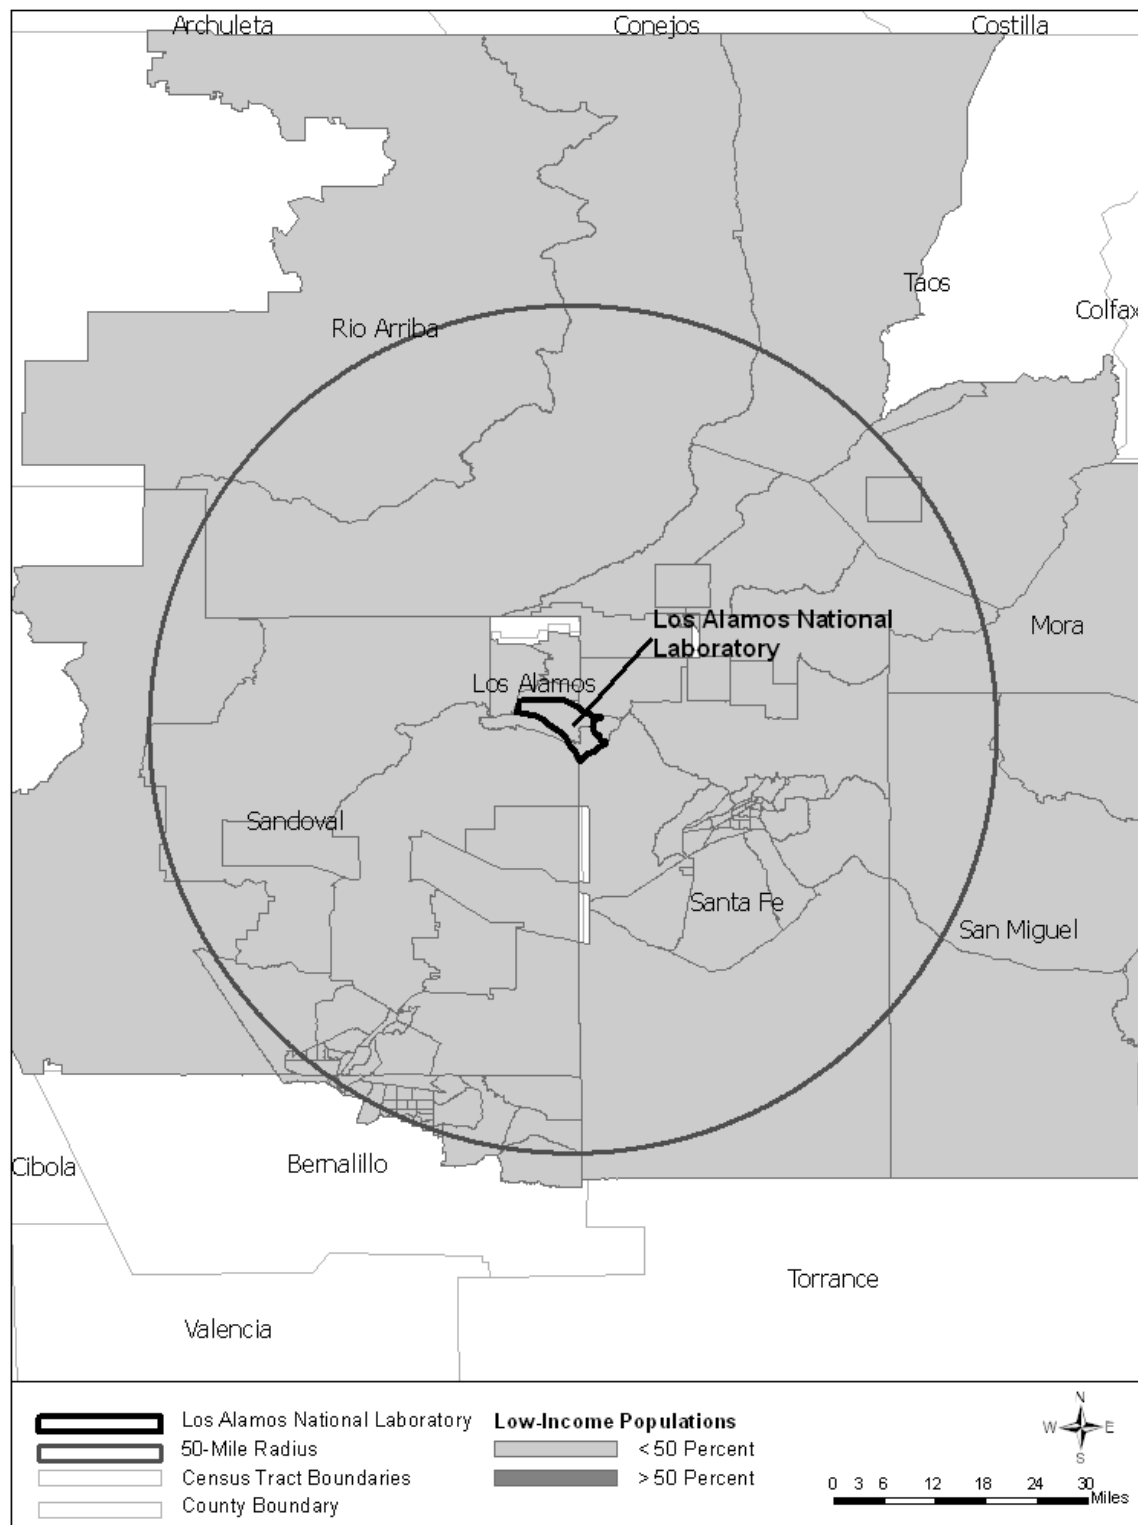 Archuleta
Conejos
Costilla
Taos
Colfax
Rio Arriba
Los Alamos National
Laboratory
Mora
Los Alamos
Sandoval
Santa Fe
San Miguel
Cibola
Bernalillo
Torrance
Valencia
Los Alamos National Laboratory
50-Mile Radius
Census Tract Boundaries
County Boundary
Low-Income Populations
< 50 Percent
> 50 Percent
N
W E
S
0 3 6 12 18 24 30
Miles